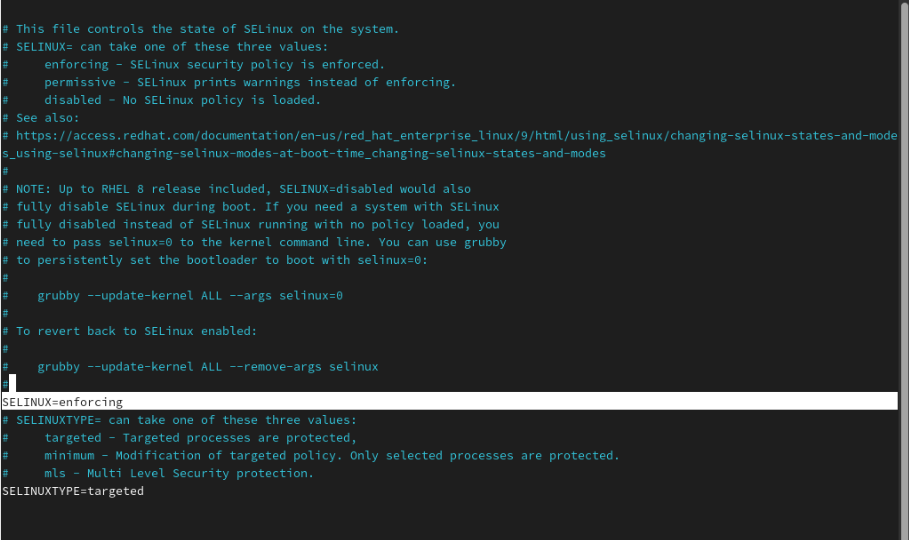 # This file controls the state of SELinux on the system.
# SELINUX= can take one of these three values:
#     enforcing - SELinux security policy is enforced.
#     permissive - SELinux prints warnings instead of enforcing.
#     disabled - No SELinux policy is loaded.
# See also:
# https://access.redhat.com/documentation/en-us/red_hat_enterprise_linux/9/html/using_selinux/changing-selinux-states-and-mode
s_using-selinux#changing-selinux-modes-at-boot-time_changing-selinux-states-and-modes
#
# NOTE: Up to RHEL 8 release included, SELINUX=disabled would also
# fully disable SELinux during boot. If you need a system with SELinux
# fully disabled instead of SELinux running with no policy loaded, you
# need to pass selinux=0 to the kernel command line. You can use grubby
# to persistently set the bootloader to boot with selinux=0:
#
#    grubby --update-kernel ALL --args selinux=0
#
# To revert back to SELinux enabled:
#
#    grubby --update-kernel ALL --remove-args selinux
#
SELINUX=enforcing
# SELINUXTYPE= can take one of these three values:
#     targeted - Targeted processes are protected,
#     minimum - Modification of targeted policy. Only selected processes are protected.
#     mls - Multi Level Security protection.
SELINUXTYPE=targeted